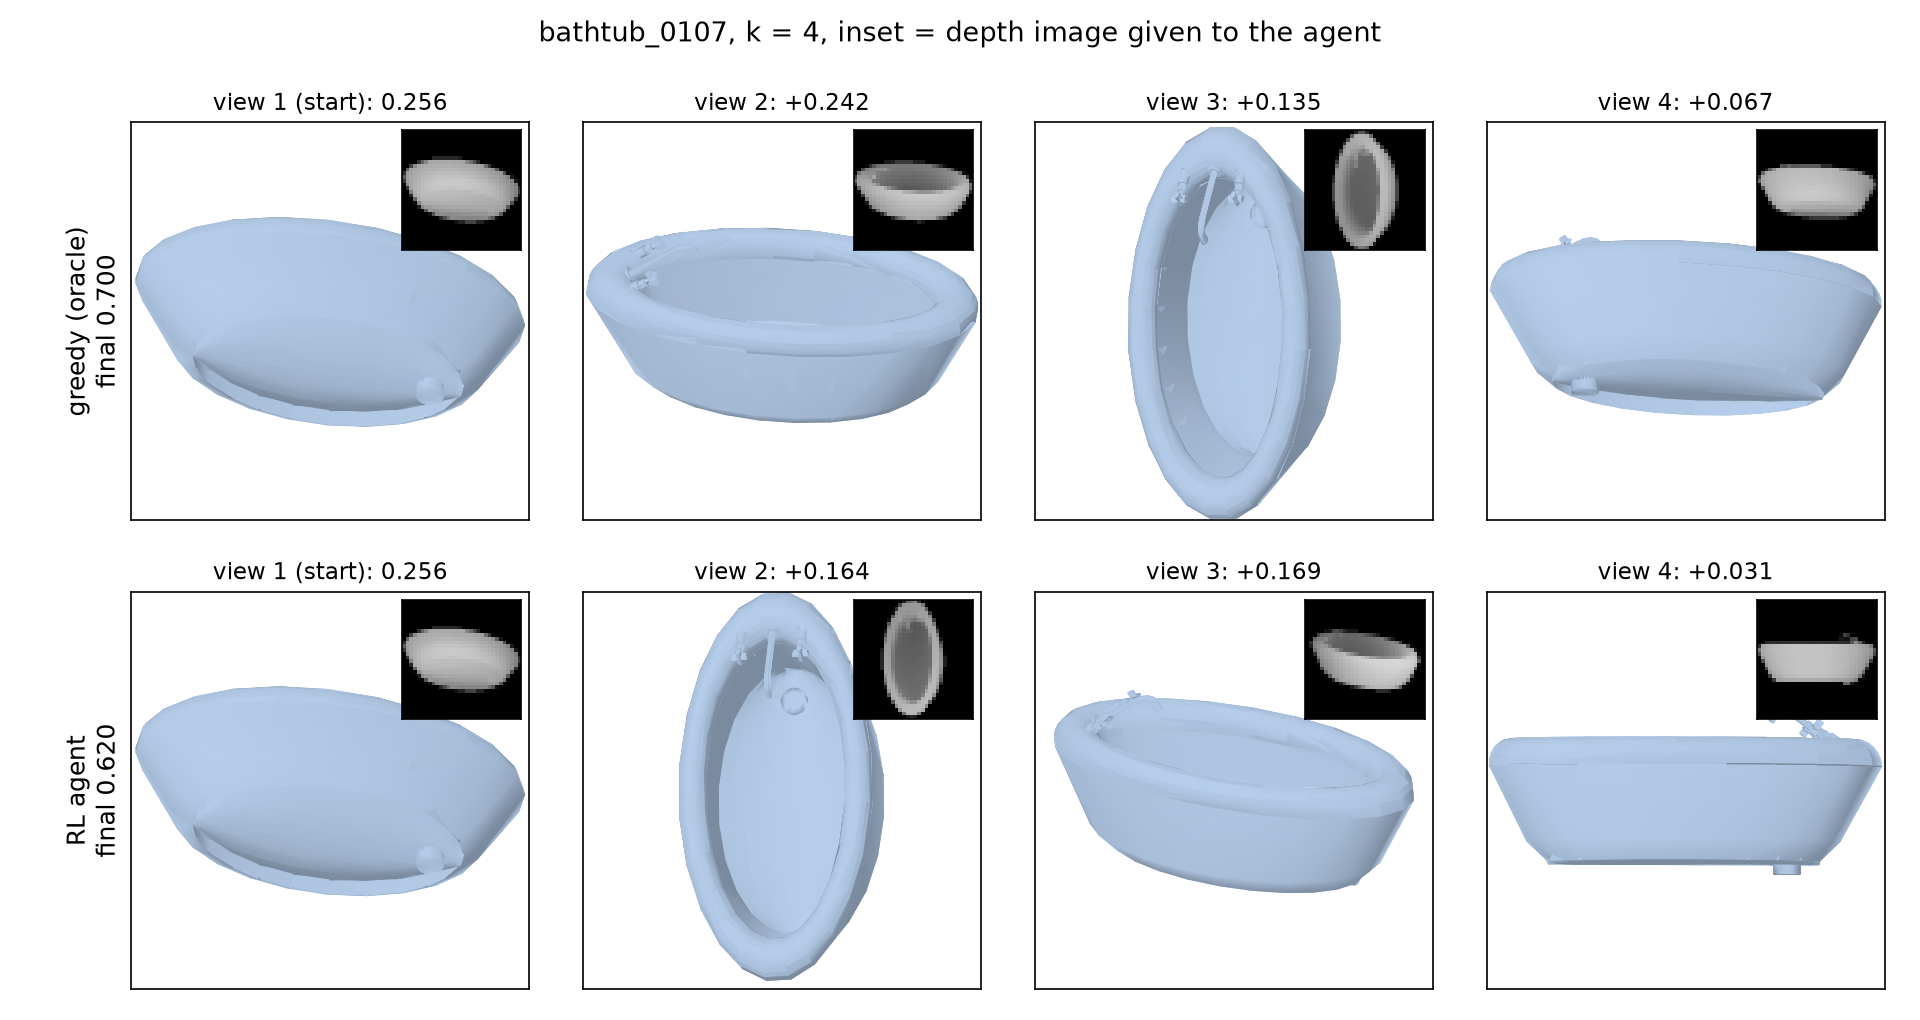 bathtub_0107, k = 4, inset = depth image given to the agent
view 1 (start): 0.256
view 2: +0.242
view 3: +0.135
view 4: +0.067
greedy (oracle)
final 0.700
view 1 (start): 0.256
view 2: +0.164
view 3: +0.169
view 4: +0.031
RL agent
final 0.620